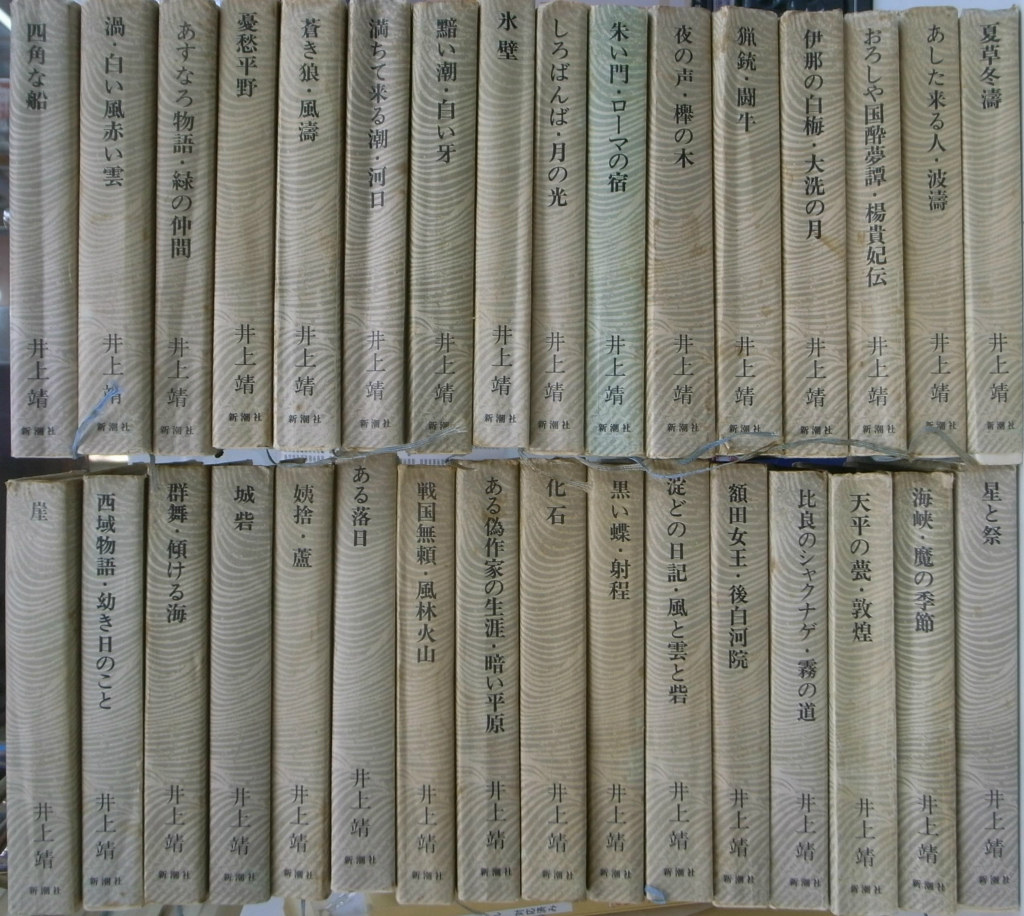 四角な船 井上靖 新潮社
渦・白い風赤い雲 井上靖 新潮社
あすなろ物語・緑の仲間 井上靖 新潮社
憂愁平野 井上靖 新潮社
蒼き狼・風濤 井上靖 新潮社
満ちて来る潮・河口 井上靖 新潮社
黯い潮・白い牙 井上靖 新潮社
氷壁 井上靖 新潮社
しろばんば・月の光 井上靖 新潮社
朱い門・ローマの宿 井上靖 新潮社
夜の声・欅の木 井上靖 新潮社
猟銃・闘牛 井上靖 新潮社
伊那の白梅・大洗の月 井上靖 新潮社
おろしや国酔夢譚・楊貴妃伝 井上靖 新潮社
あした来る人・波濤 井上靖 新潮社
夏草冬濤 井上靖 新潮社
崖 井上靖 新潮社
西域物語・幼き日のこと 井上靖 新潮社
群舞・傾ける海 井上靖 新潮社
城砦 井上靖 新潮社
姨捨・蘆 井上靖 新潮社
ある落日 井上靖 新潮社
戦国無頼・風林火山 井上靖 新潮社
ある偽作家の生涯・暗い平原 井上靖 新潮社
化石 井上靖 新潮社
黒い蝶・射程 井上靖 新潮社
淀どの日記・風と雲と砦 井上靖 新潮社
額田女王・後白河院 井上靖 新潮社
比良のシャクナゲ・霧の道 井上靖 新潮社
天平の甍・敦煌 井上靖 新潮社
海峡・魔の季節 井上靖 新潮社
星と祭 井上靖 新潮社